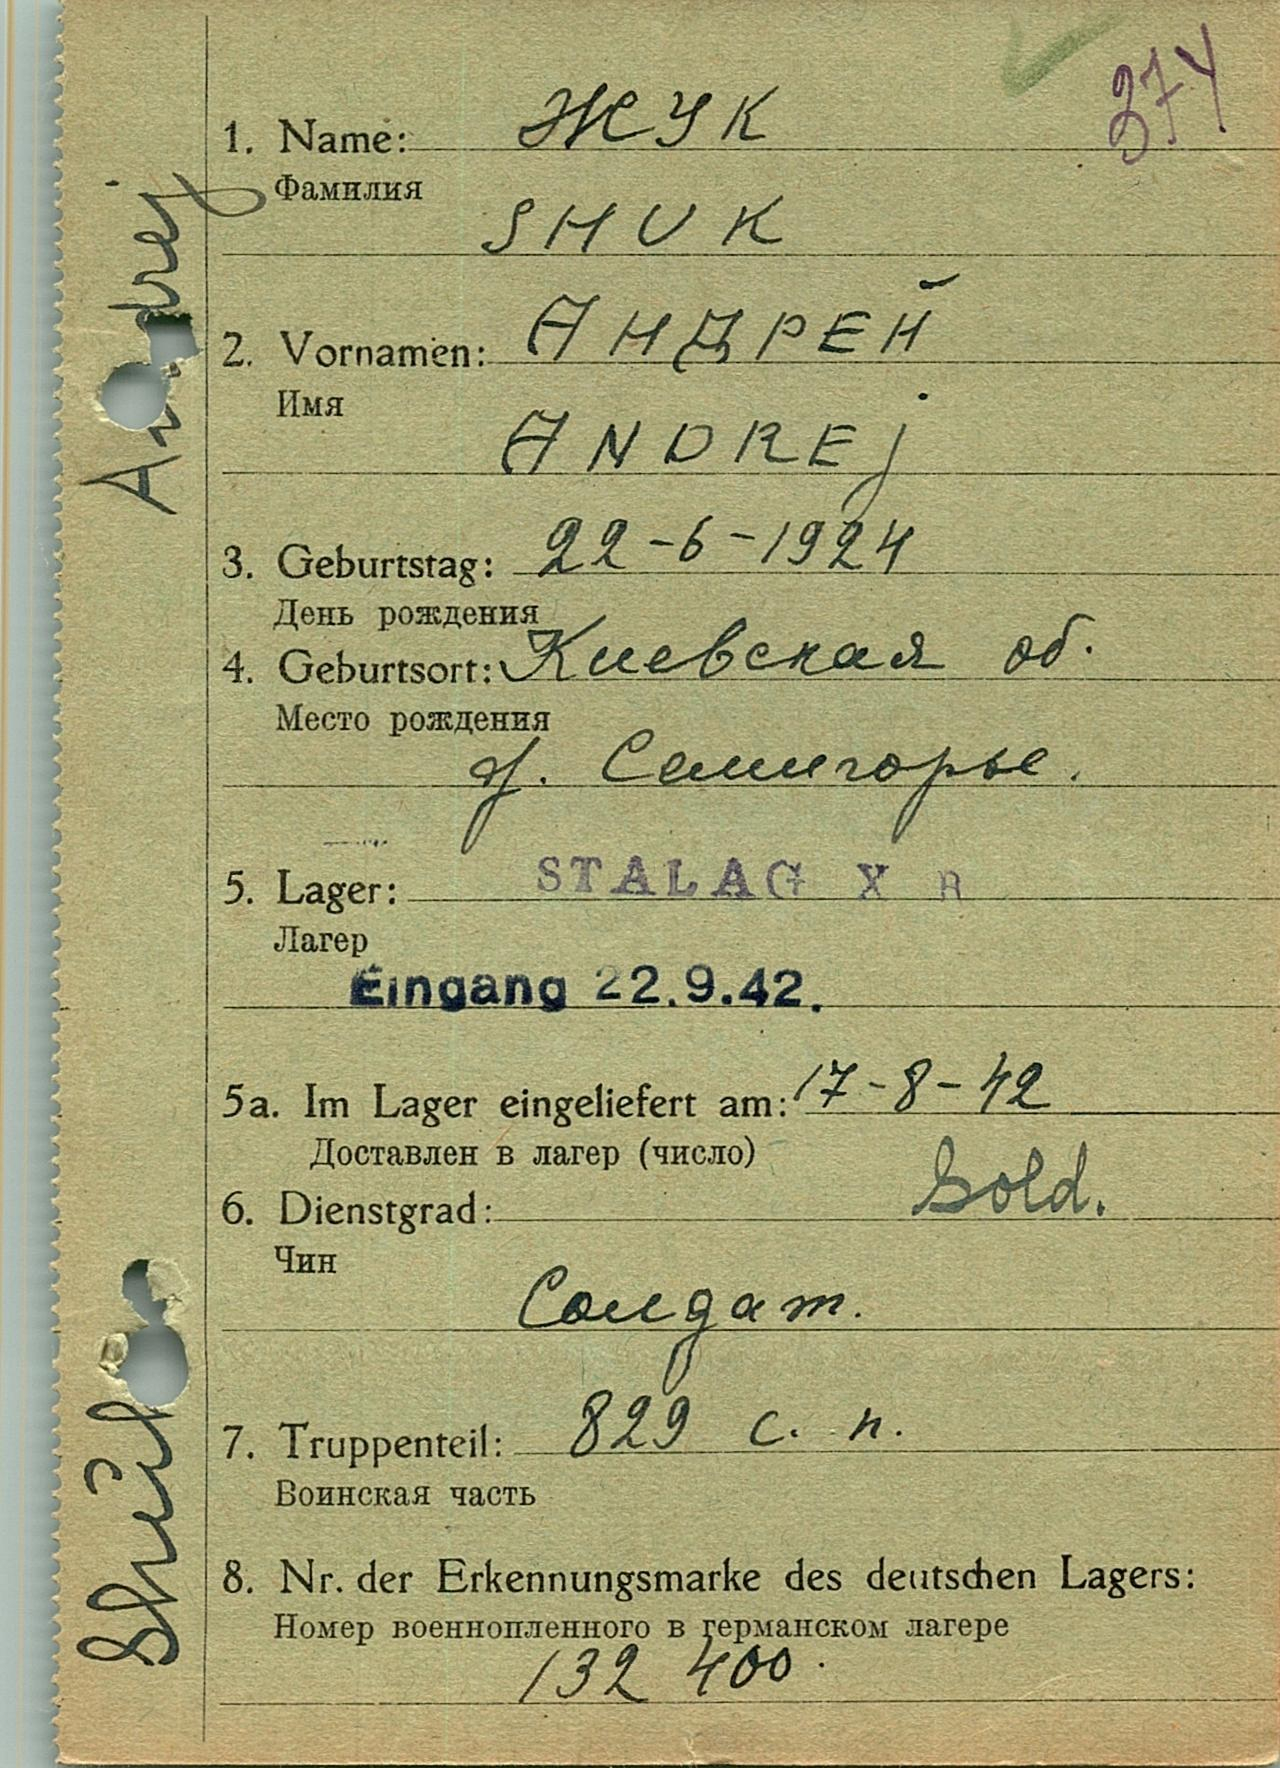 374
1. Name: ЖУК
Фамилия
SHUK
2. Vornamen: АНДРЕЙ
Имя
ANDREj
3. Geburtstag: 22-6-1924
День рождения
4. Geburtsort: Киевская об.
Место рождения
д. Семигорье.
5. Lager: STALAG X B
Лагер
Eingang 22.9.42.
5a. Im Lager eingeliefert am: 17-8-42
Доставлен в лагер (число)
6. Dienstgrad: Sold.
Чин
Солдат.
7. Truppenteil: 829 с. п.
Воинская часть
8. Nr. der Erkennungsmarke des deutschen Lagers:
Номер военнопленного в германском лагере
132 400.
Shuk Andrej